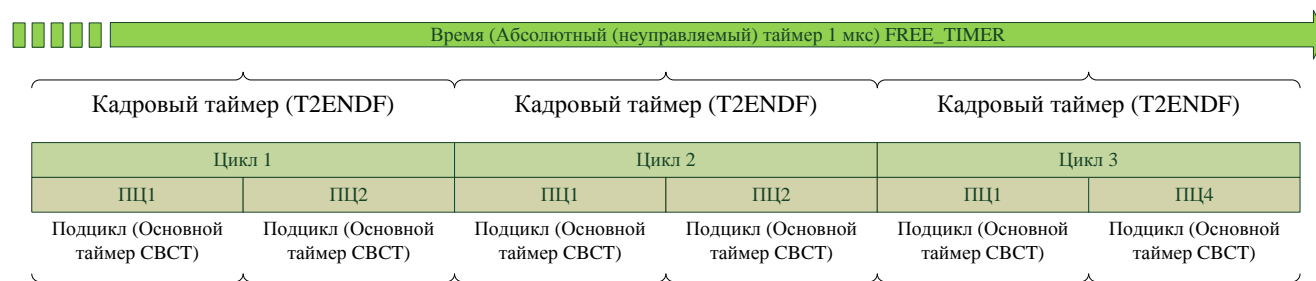 Время (Абсолютный (неуправляемый) таймер 1 мкс) FREE_TIMER
Кадровый таймер (T2ENDF) Кадровый таймер (T2ENDF) Кадровый таймер (T2ENDF)
Цикл 1 Цикл 2 Цикл 3
ПЦ1 ПЦ2 ПЦ1 ПЦ2 ПЦ1 ПЦ4
Подцикл (Основной Подцикл (Основной Подцикл (Основной Подцикл (Основной Подцикл (Основной Подцикл (Основной
таймер СВСТ) таймер СВСТ) таймер СВСТ) таймер СВСТ) таймер СВСТ) таймер СВСТ)